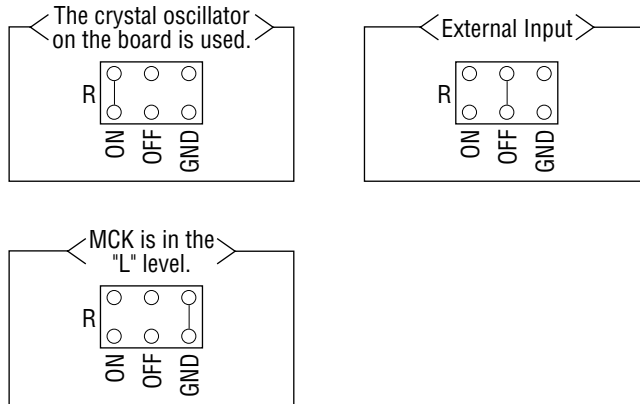 The crystal oscillator
on the board is used.
R
ON
OFF
GND
External Input
R
ON
OFF
GND
MCK is in the
"L" level.
R
ON
OFF
GND